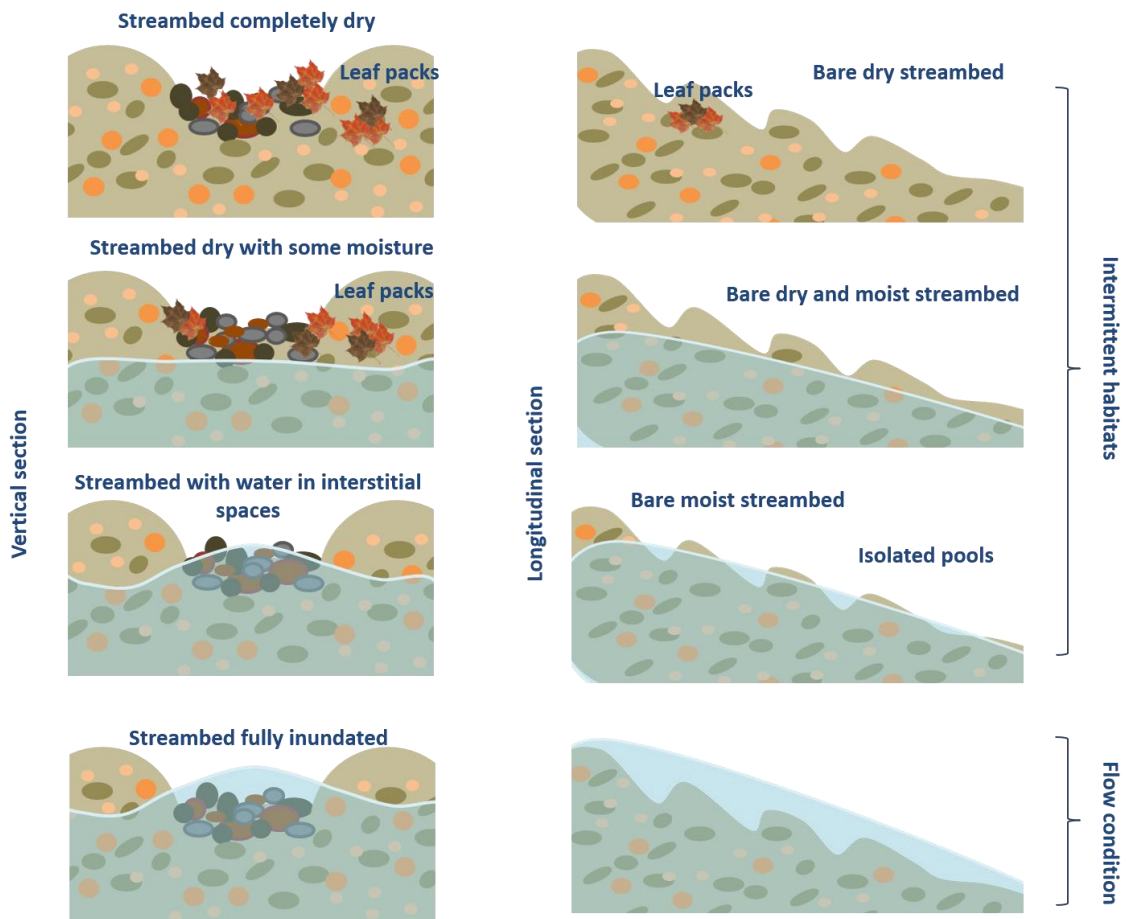 Streambed completely dry
Leaf packs
Bare dry streambed
Leaf packs
Streambed dry with some moisture
Leaf packs
Bare dry and moist streambed
Streambed with water in interstitial
spaces
Bare moist streambed
Isolated pools
Streambed fully inundated
Vertical section
Longitudinal section
Intermittent habitats
Flow condition